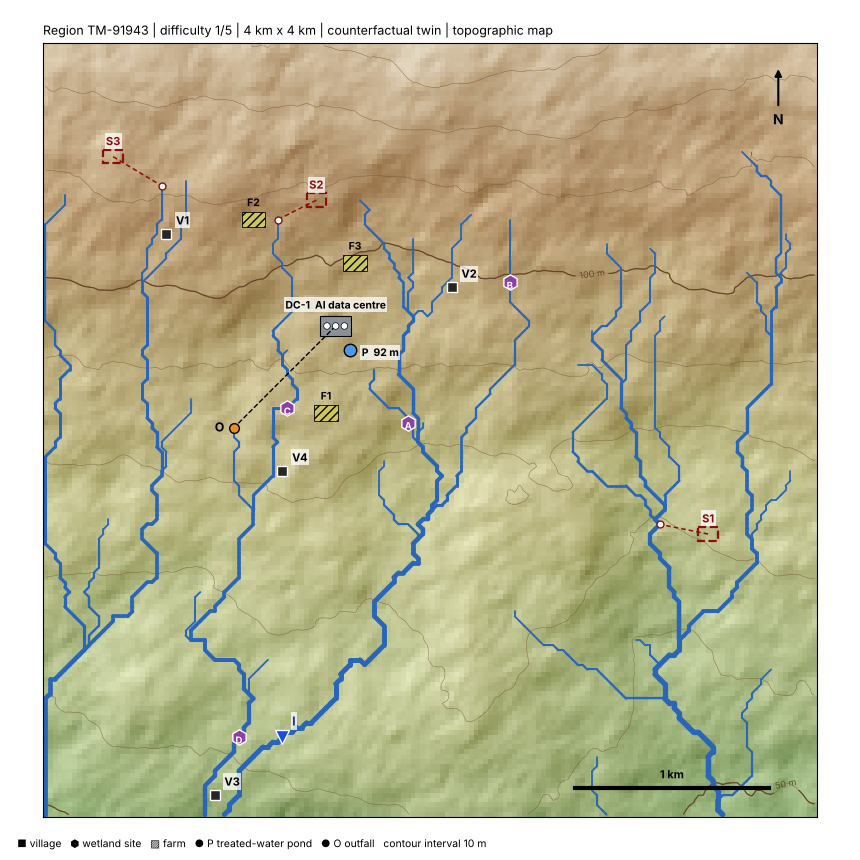 Region TM-91943 | difficulty 1/5 | 4 km x 4 km | counterfactual twin | topographic map
N
S3
S2
F2
V1
F3
V2
100 m
B
DC-1 AI data centre
P 92 m
F1
C
A
O
V4
S1
I
D
V3
1 km
50 m
village wetland site farm P treated-water pond O outfall contour interval 10 m